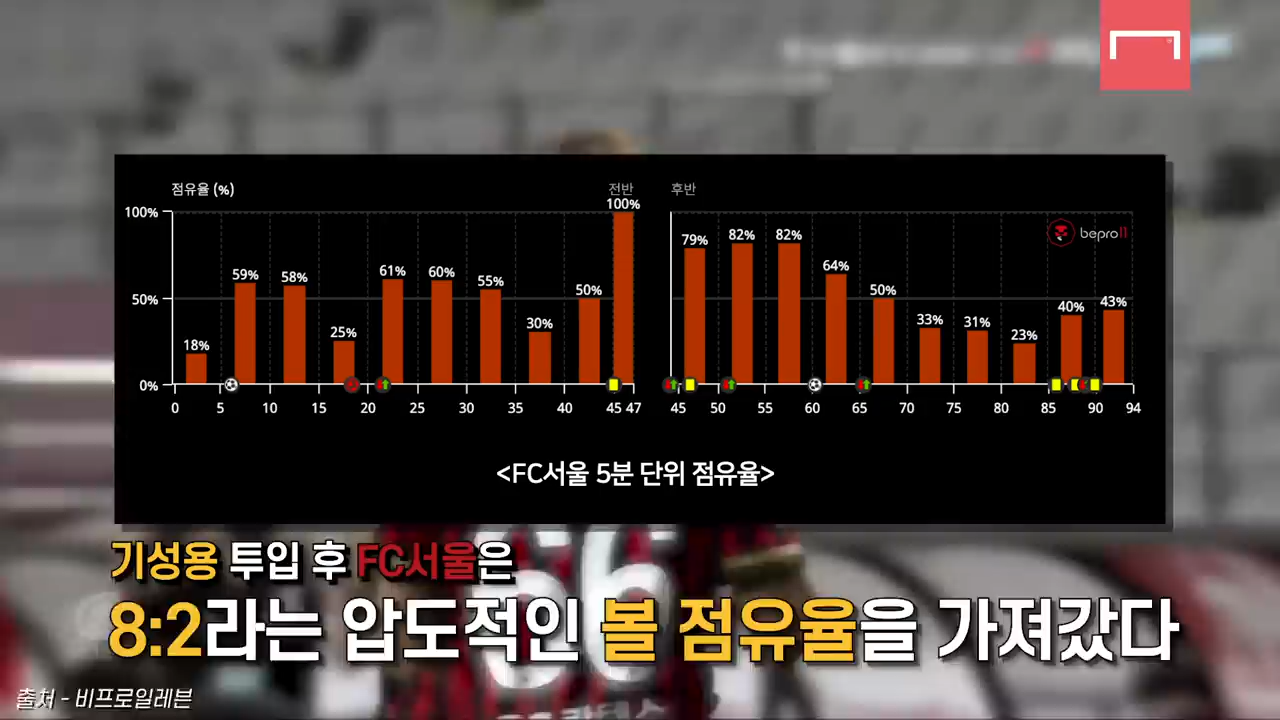 점유율 (%)
전반
후반
100%
50%
0%
18%
59%
58%
25%
61%
60%
55%
30%
50%
100%
79%
82%
82%
64%
50%
33%
31%
23%
40%
43%
bepro11
0 5 10 15 20 25 30 35 40 45 47
45 50 55 60 65 70 75 80 85 90 94
<FC서울 5분 단위 점유율>
기성용 투입 후 FC서울은
8:2라는 압도적인 볼 점유율을 가져갔다
출처 - 비프로일레븐
66